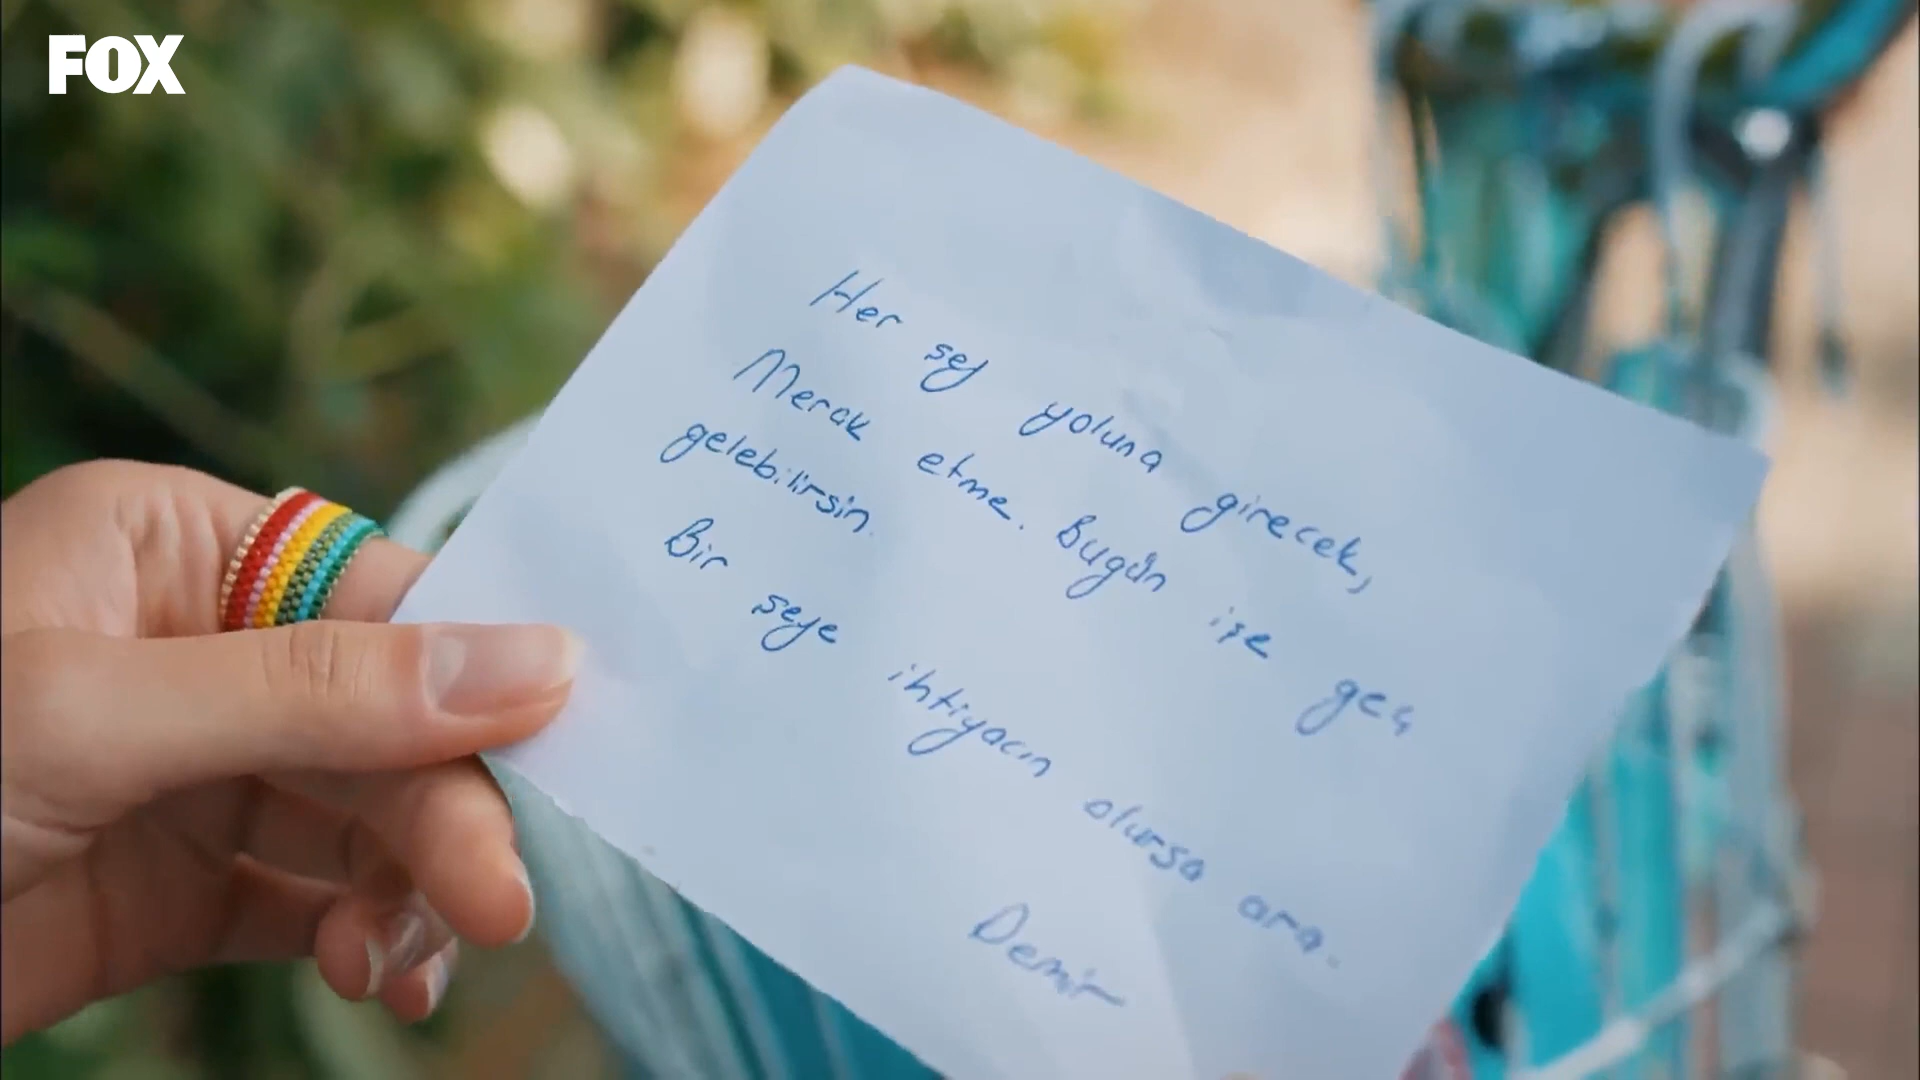 FOX
Her şey yoluna girecek,
Merak etme. Bugün işe geç
gelebilirsin.
Bir şeye ihtiyacın olursa ara.
Demir